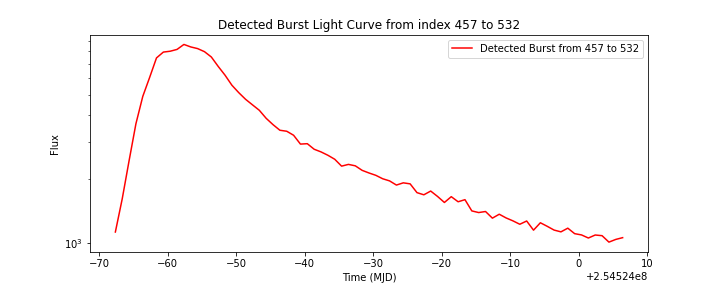 Detected Burst Light Curve from index 457 to 532
Detected Burst from 457 to 532
Flux
10³
−70 −60 −50 −40 −30 −20 −10 0 10
Time (MJD)
+2.54524e8